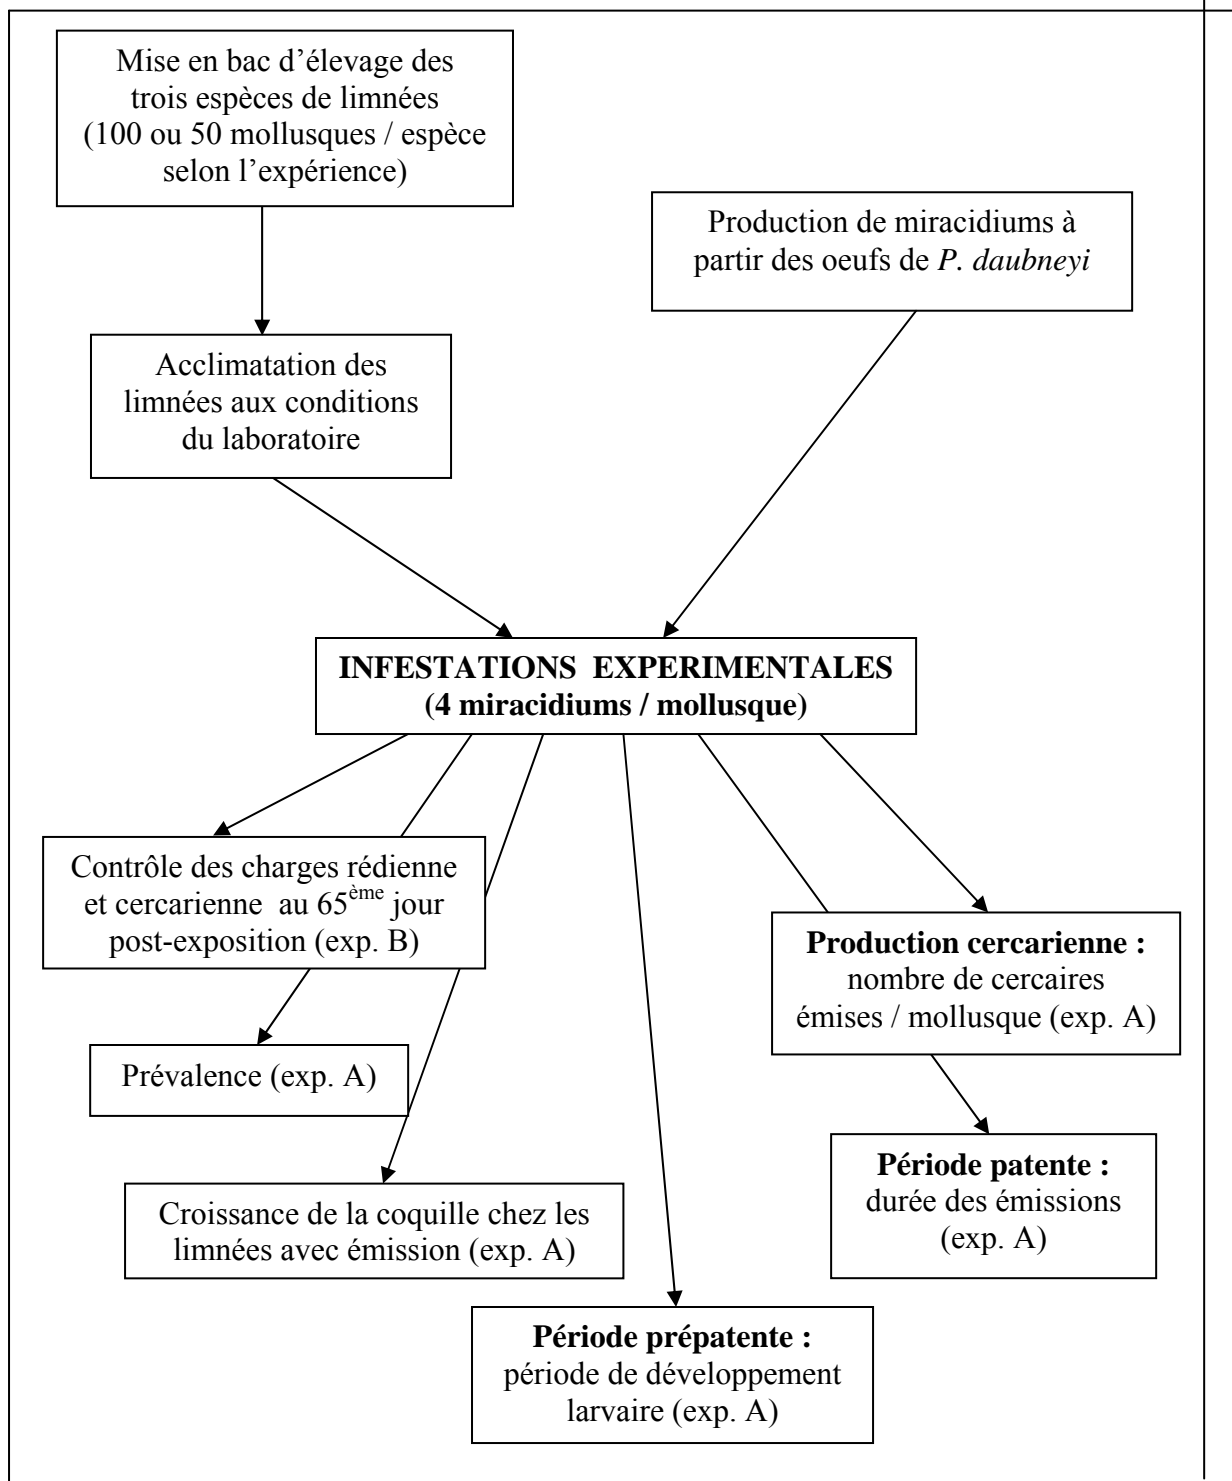 Mise en bac d’élevage des
trois espèces de limnées
(100 ou 50 mollusques / espèce
selon l’expérience)
Production de miracidiums à
partir des oeufs de P. daubneyi
Acclimatation des
limnées aux conditions
du laboratoire
INFESTATIONS EXPERIMENTALES
(4 miracidiums / mollusque)
Contrôle des charges rédienne
et cercarienne au 65ème jour
post-exposition (exp. B)
Production cercarienne :
nombre de cercaires
émises / mollusque (exp. A)
Prévalence (exp. A)
Période patente :
durée des émissions
(exp. A)
Croissance de la coquille chez les
limnées avec émission (exp. A)
Période prépatente :
période de développement
larvaire (exp. A)